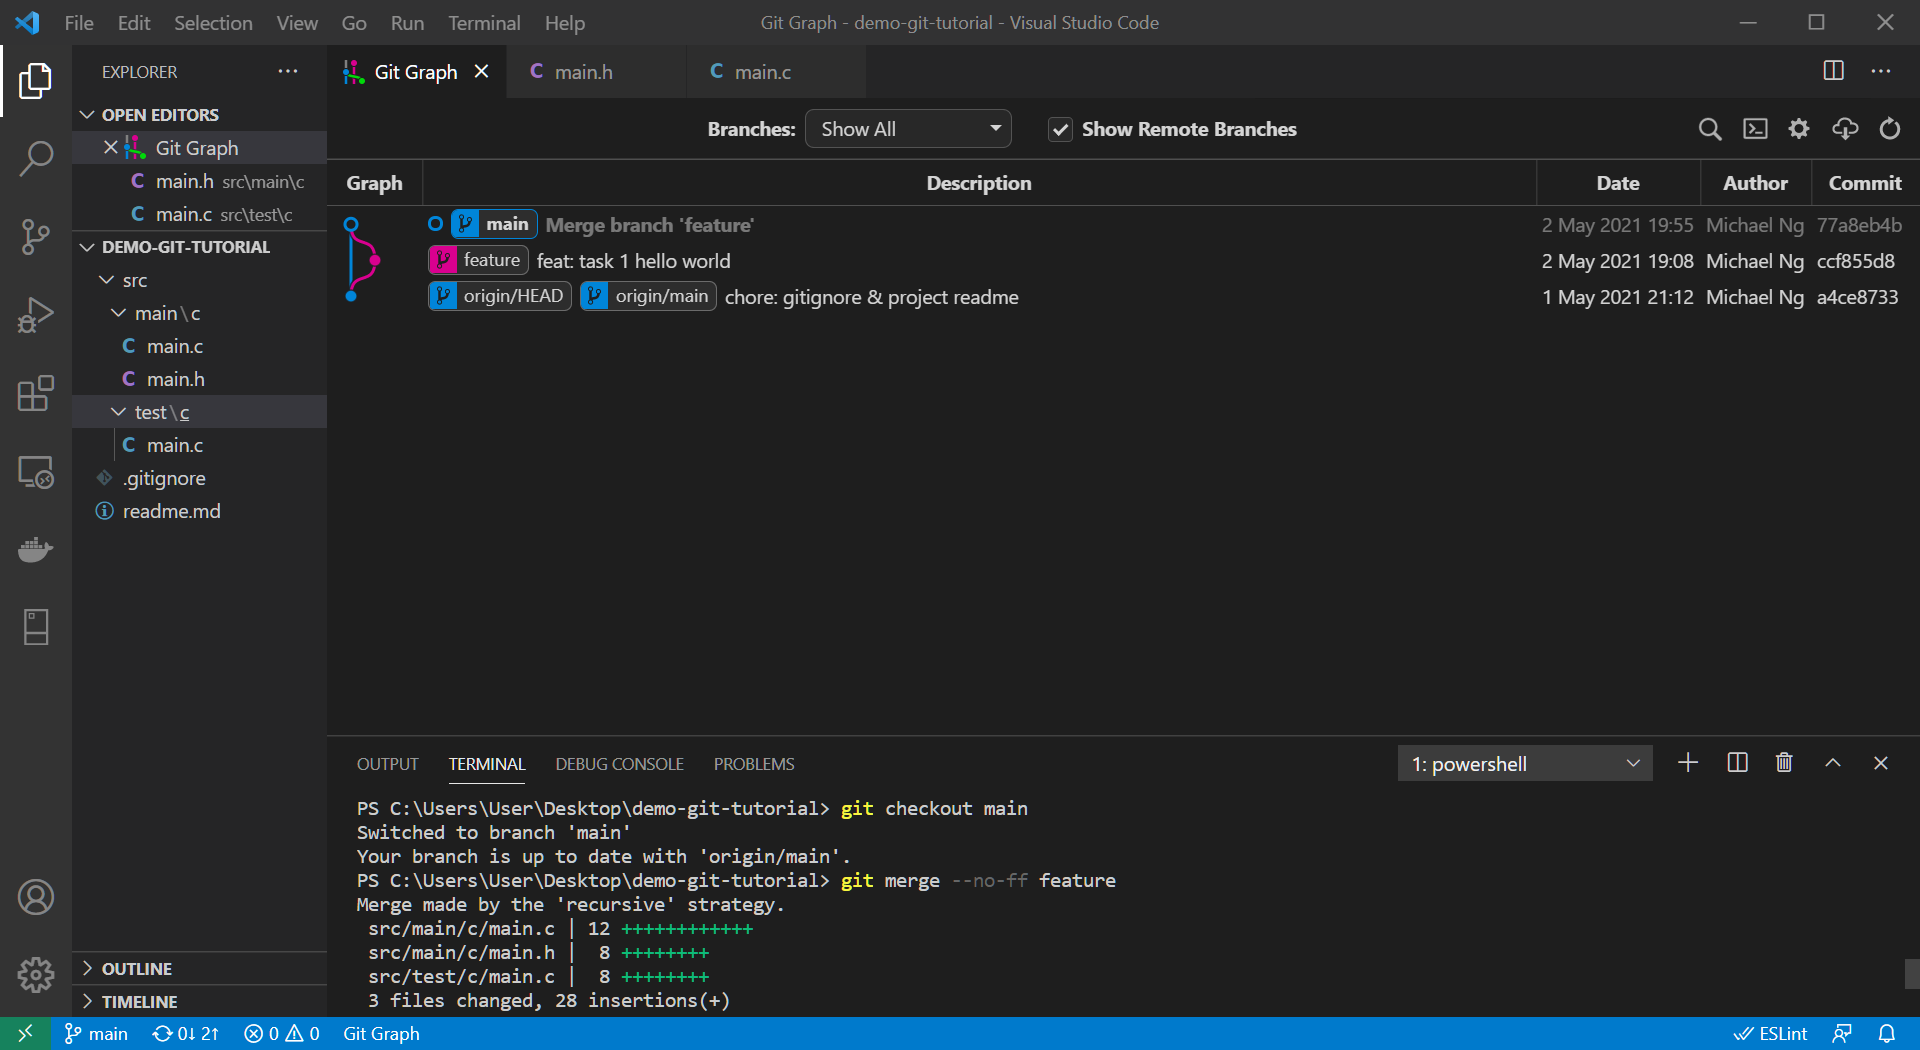 File Edit Selection View Go Run Terminal Help
Git Graph - demo-git-tutorial - Visual Studio Code
EXPLORER
OPEN EDITORS
Git Graph
C main.h src\main\c
C main.c src\test\c
DEMO-GIT-TUTORIAL
src
main\c
C main.c
C main.h
test\c
C main.c
.gitignore
readme.md
OUTLINE
TIMELINE
Git Graph C main.h C main.c
Branches: Show All Show Remote Branches
Graph Description Date Author Commit
main Merge branch 'feature' 2 May 2021 19:55 Michael Ng 77a8eb4b
feature feat: task 1 hello world 2 May 2021 19:08 Michael Ng ccf855d8
origin/HEAD origin/main chore: gitignore & project readme 1 May 2021 21:12 Michael Ng a4ce8733
OUTPUT TERMINAL DEBUG CONSOLE PROBLEMS 1: powershell
PS C:\Users\User\Desktop\demo-git-tutorial> git checkout main
Switched to branch 'main'
Your branch is up to date with 'origin/main'.
PS C:\Users\User\Desktop\demo-git-tutorial> git merge --no-ff feature
Merge made by the 'recursive' strategy.
src/main/c/main.c | 12 ++++++++++++
src/main/c/main.h | 8 ++++++++
src/test/c/main.c | 8 ++++++++
3 files changed, 28 insertions(+)
main 0↓ 2↑ 0 0 Git Graph ESLint